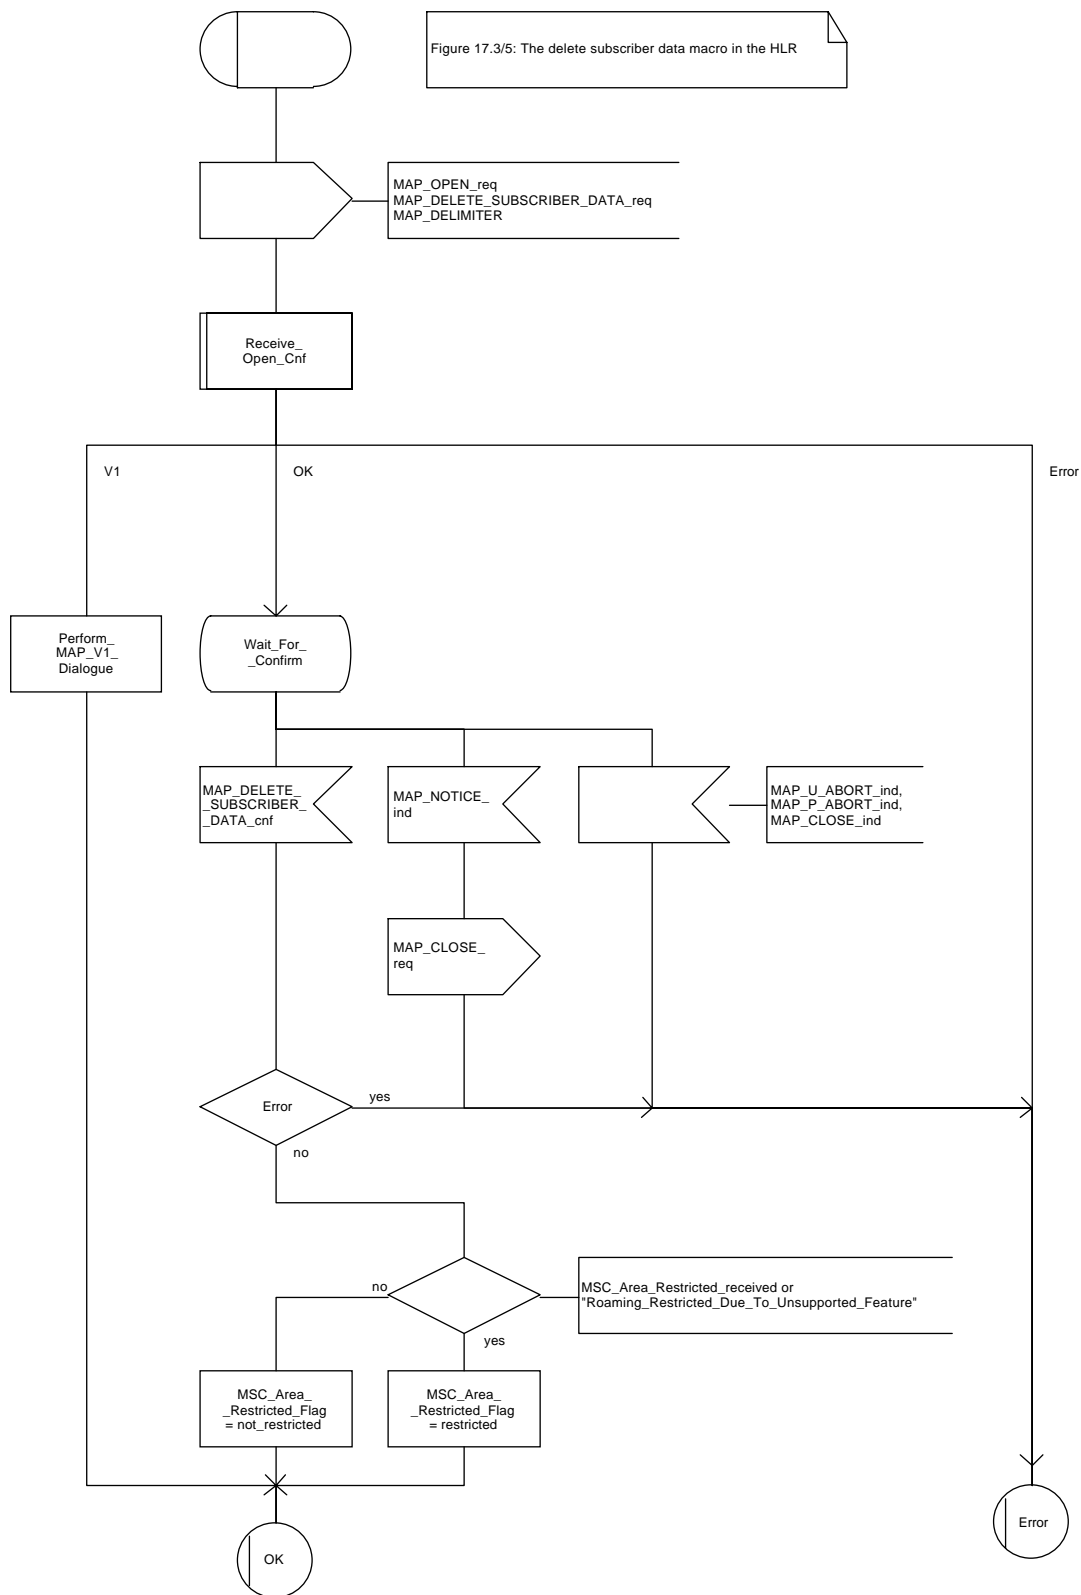 Figure 17.3/5: The delete subscriber data macro in the HLR
MAP_OPEN_req
MAP_DELETE_SUBSCRIBER_DATA_req
MAP_DELIMITER
Receive_
Open_Cnf
V1
OK
Error
Perform_
MAP_V1_
Dialogue
Wait_For_
_Confirm
MAP_DELETE_
_SUBSCRIBER_
_DATA_cnf
MAP_NOTICE_
ind
MAP_U_ABORT_ind,
MAP_P_ABORT_ind,
MAP_CLOSE_ind
MAP_CLOSE_
req
Error
yes
no
no
yes
MSC_Area_Restricted_received or
"Roaming_Restricted_Due_To_Unsupported_Feature"
MSC_Area_
_Restricted_Flag
= not_restricted
MSC_Area_
_Restricted_Flag
= restricted
Error
OK